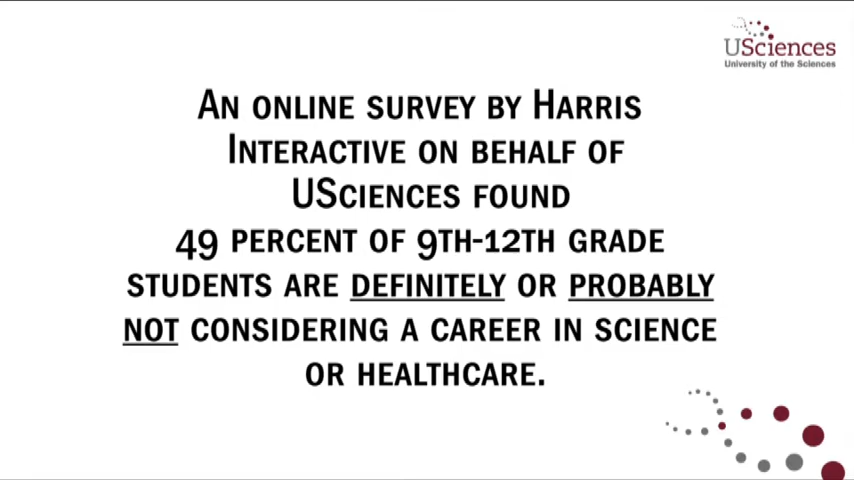 USciences
University of the Sciences
An online survey by Harris
Interactive on behalf of
USciences found
49 percent of 9th-12th grade
students are definitely or probably
not considering a career in science
or healthcare.